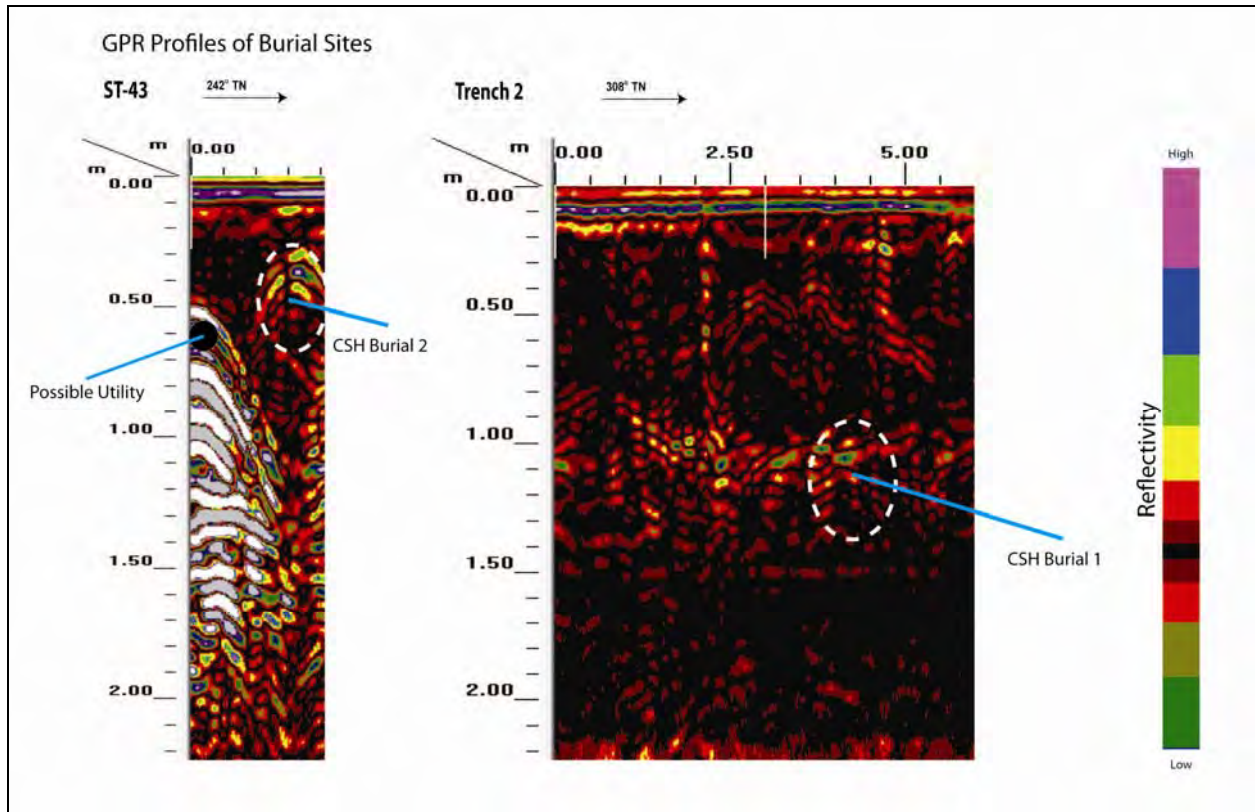 GPR Profiles of Burial Sites
ST-43
242° TN
m
0.00
m
0.00
0.50
1.00
1.50
2.00
CSH Burial 2
Possible Utility
Trench 2
308° TN
m
0.00 2.50 5.00
m
0.00
0.50
1.00
1.50
2.00
CSH Burial 1
High
Reflectivity
Low